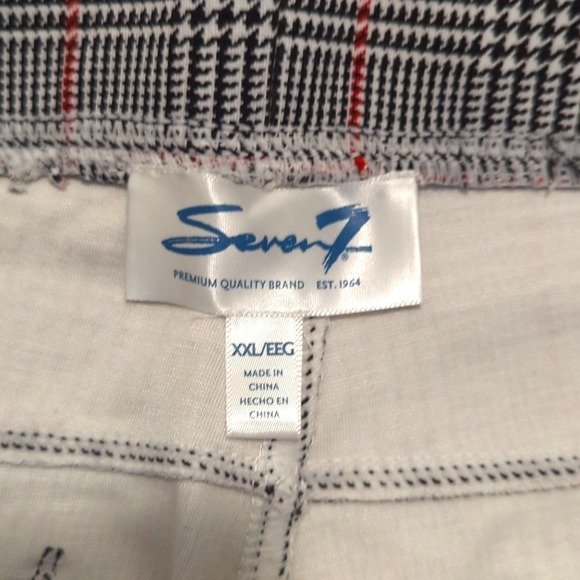 Seven7
PREMIUM QUALITY BRAND EST. 1964
XXL/EEG
MADE IN
CHINA
HECHO EN
CHINA